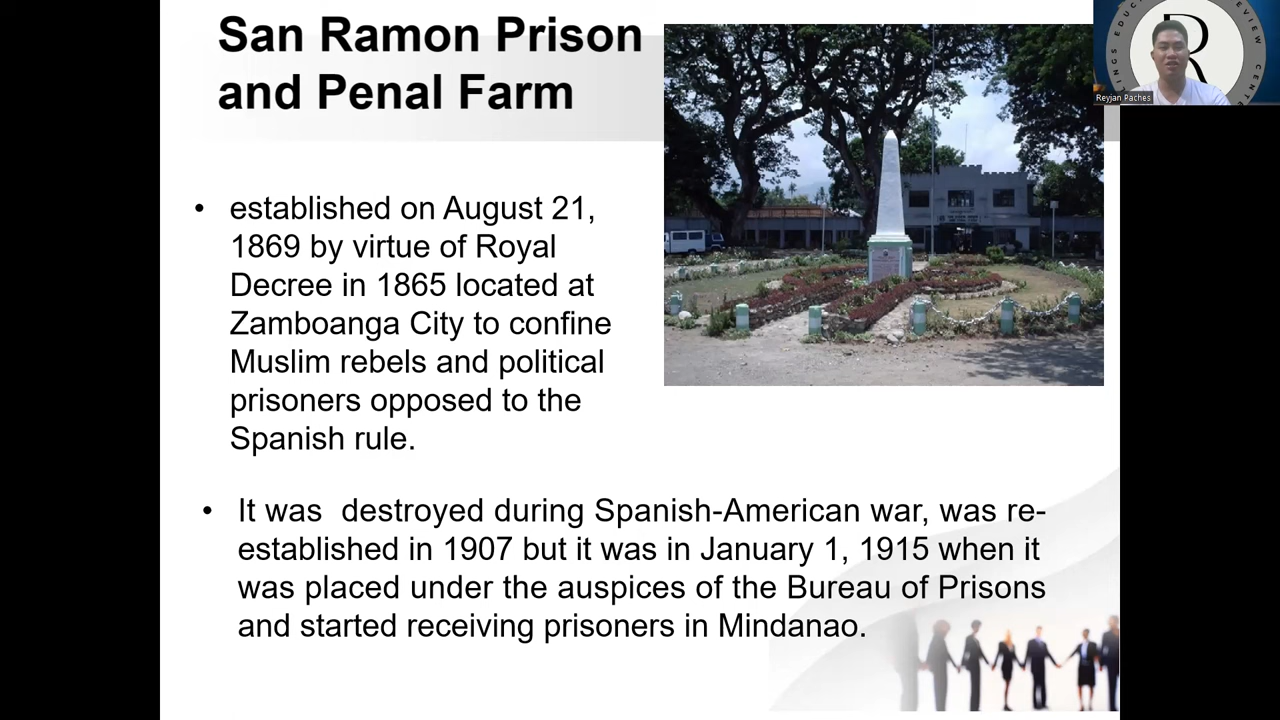 San Ramon Prison
and Penal Farm
• established on August 21,
1869 by virtue of Royal
Decree in 1865 located at
Zamboanga City to confine
Muslim rebels and political
prisoners opposed to the
Spanish rule.
• It was destroyed during Spanish-American war, was re-
established in 1907 but it was in January 1, 1915 when it
was placed under the auspices of the Bureau of Prisons
and started receiving prisoners in Mindanao.
R
Reyjan Paches